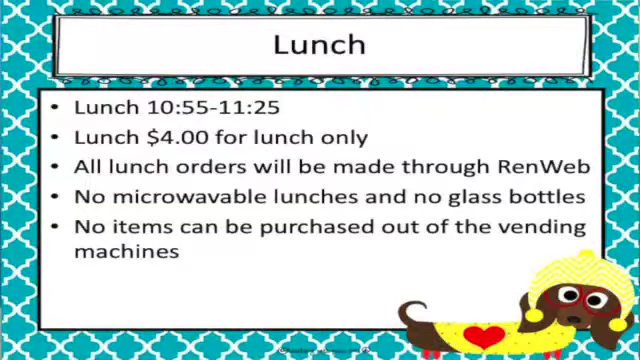 Lunch
• Lunch 10:55-11:25
• Lunch $4.00 for lunch only
• All lunch orders will be made through RenWeb
• No microwavable lunches and no glass bottles
• No items can be purchased out of the vending
machines